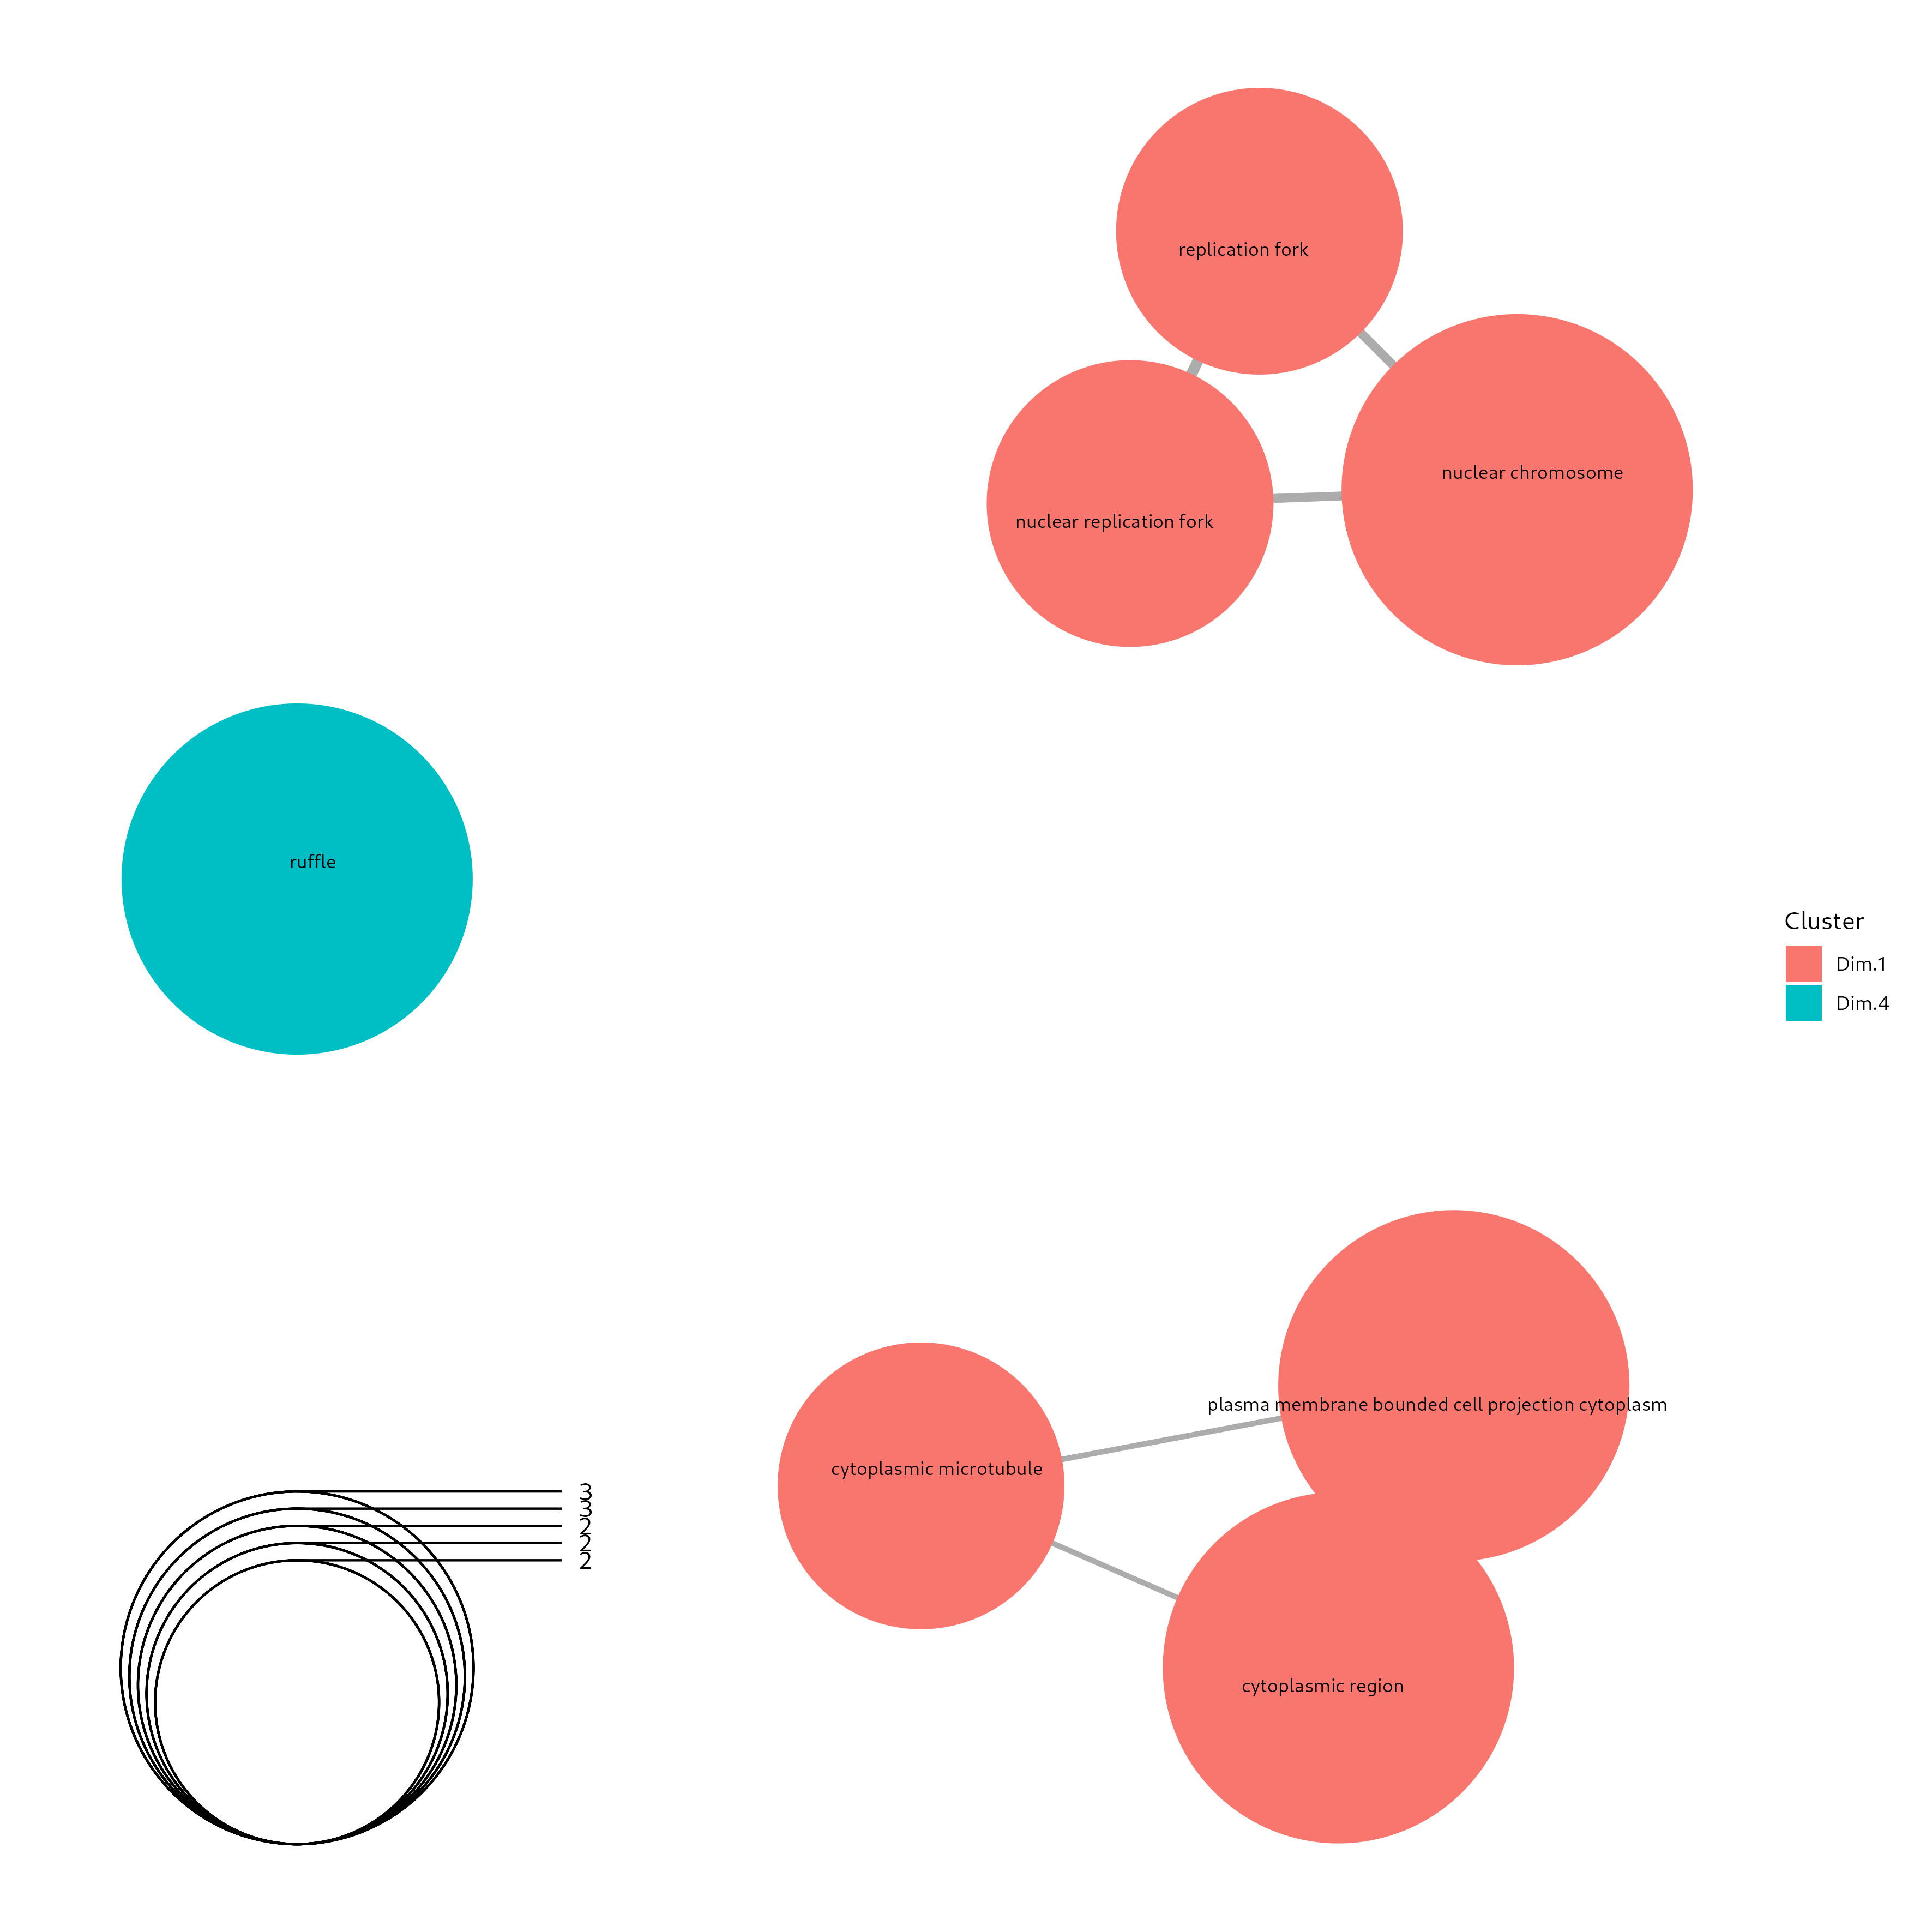 replication fork
nuclear chromosome
nuclear replication fork
ruffle
Cluster
Dim.1
Dim.4
plasma membrane bounded cell projection cytoplasm
cytoplasmic microtubule
cytoplasmic region
3
3
2
2
2